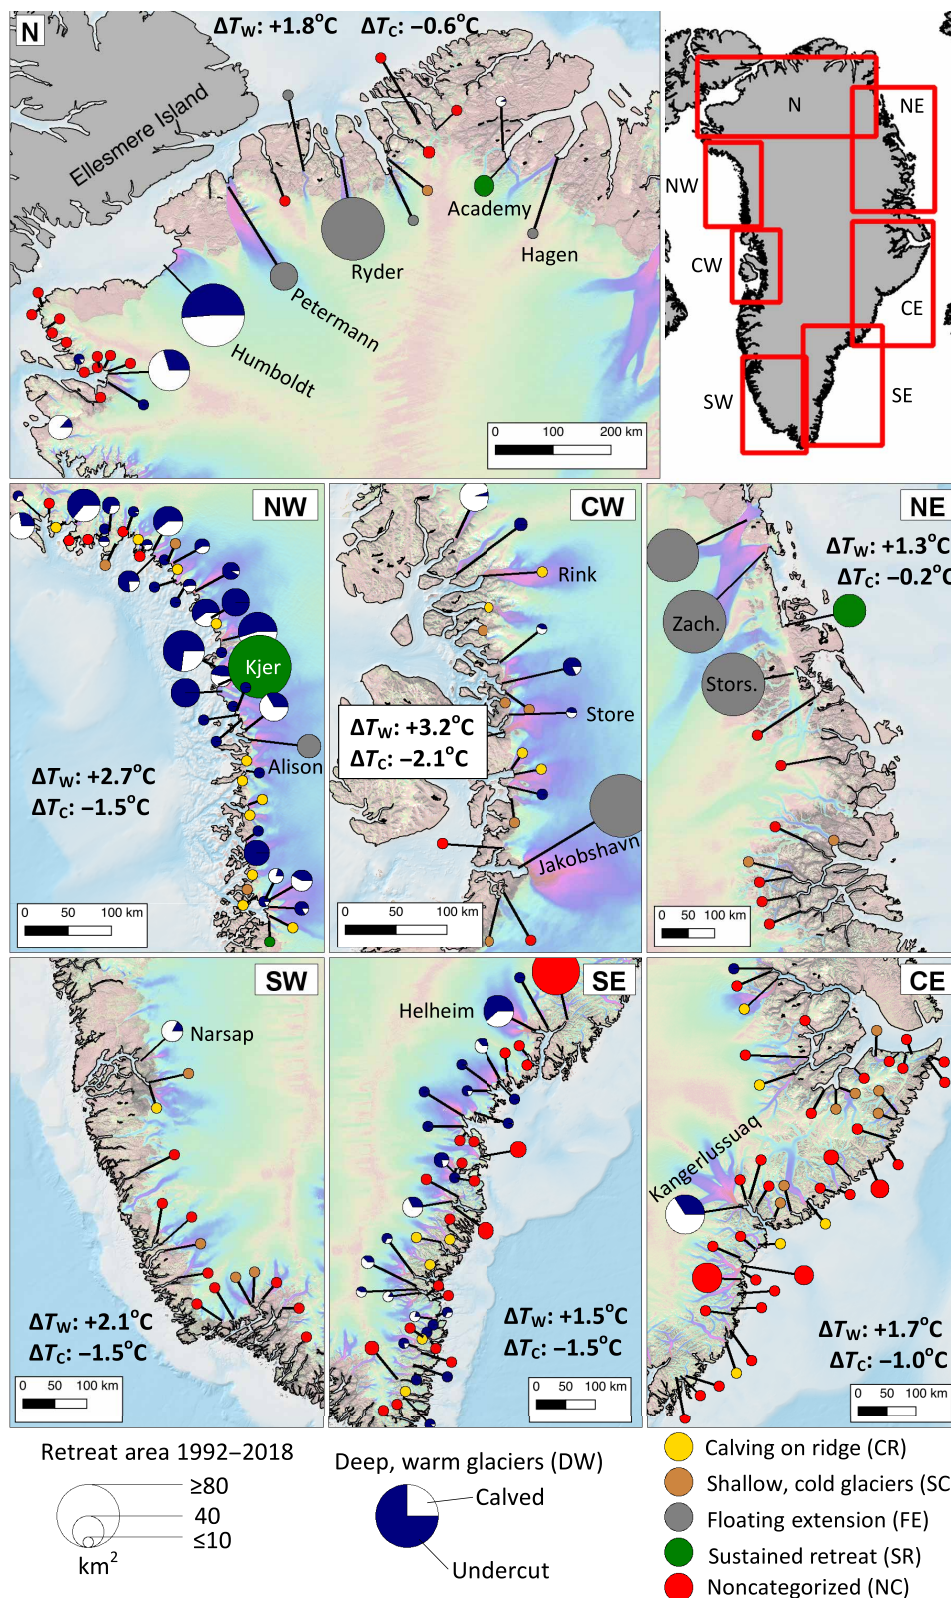 N
ΔTW: +1.8°C ΔTC: −0.6°C
Ellesmere Island
Academy
Hagen
Ryder
Petermann
Humboldt
0 100 200 km
N
NE
NW
CW
CE
SW
SE
NW
Kjer
Alison
ΔTW: +2.7°C
ΔTC: −1.5°C
0 50 100 km
CW
Rink
Store
ΔTW: +3.2°C
ΔTC: −2.1°C
Jakobshavn
0 50 100 km
NE
ΔTW: +1.3°C
ΔTC: −0.2°C
Zach.
Stors.
0 50 100 km
SW
Narsap
ΔTW: +2.1°C
ΔTC: −1.5°C
0 50 100 km
SE
Helheim
ΔTW: +1.5°C
ΔTC: −1.5°C
0 50 100 km
CE
Kangerlussuaq
ΔTW: +1.7°C
ΔTC: −1.0°C
0 50 100 km
Retreat area 1992–2018
≥80
40
≤10
km²
Deep, warm glaciers (DW)
Calved
Undercut
Calving on ridge (CR)
Shallow, cold glaciers (SC
Floating extension (FE)
Sustained retreat (SR)
Noncategorized (NC)